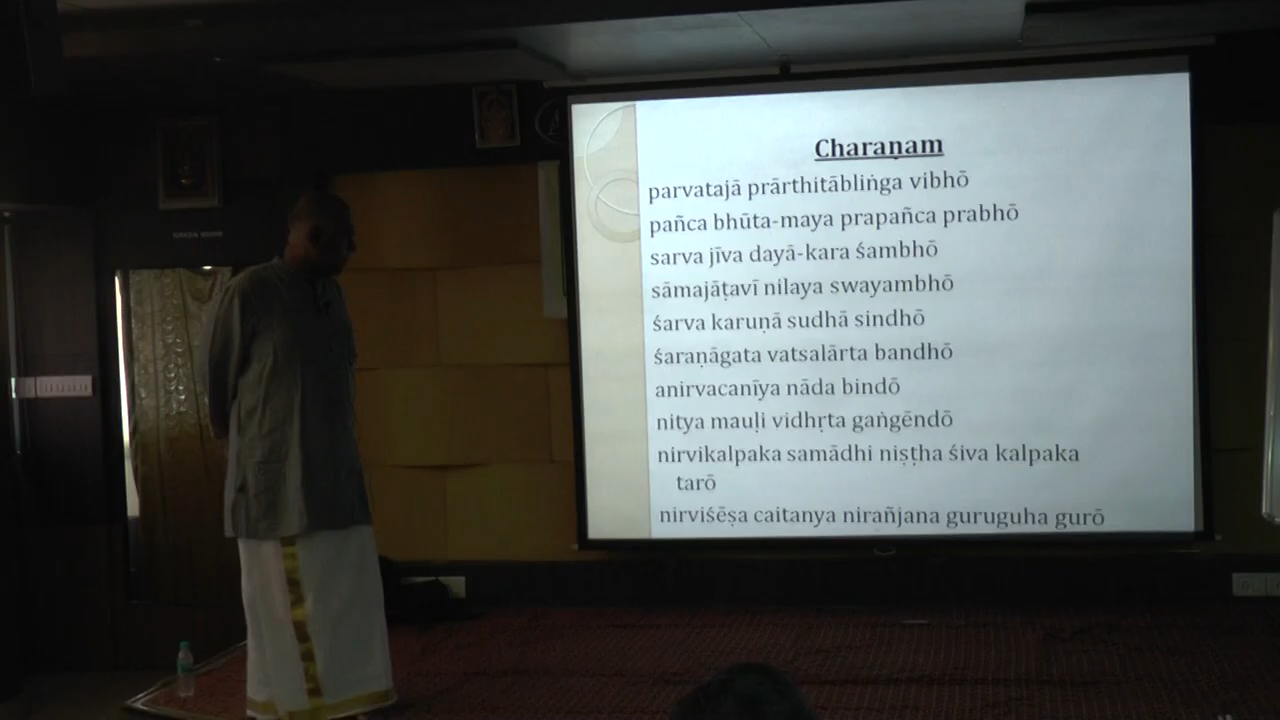 Charaṇam
parvatajā prārthitābliṅga vibhō
pañca bhūta-maya prapañca prabhō
sarva jīva dayā-kara śambhō
sāmajāṭavī nilaya swayambhō
śarva karuṇā sudhā sindhō
śaraṇāgata vatsalārta bandhō
anirvacanīya nāda bindō
nitya mauḷi vidhṛta gaṅgēndō
nirvikalpaka samādhi niṣṭha śiva kalpaka
tarō
nirviśēṣa caitanya nirañjana guruguha gurō